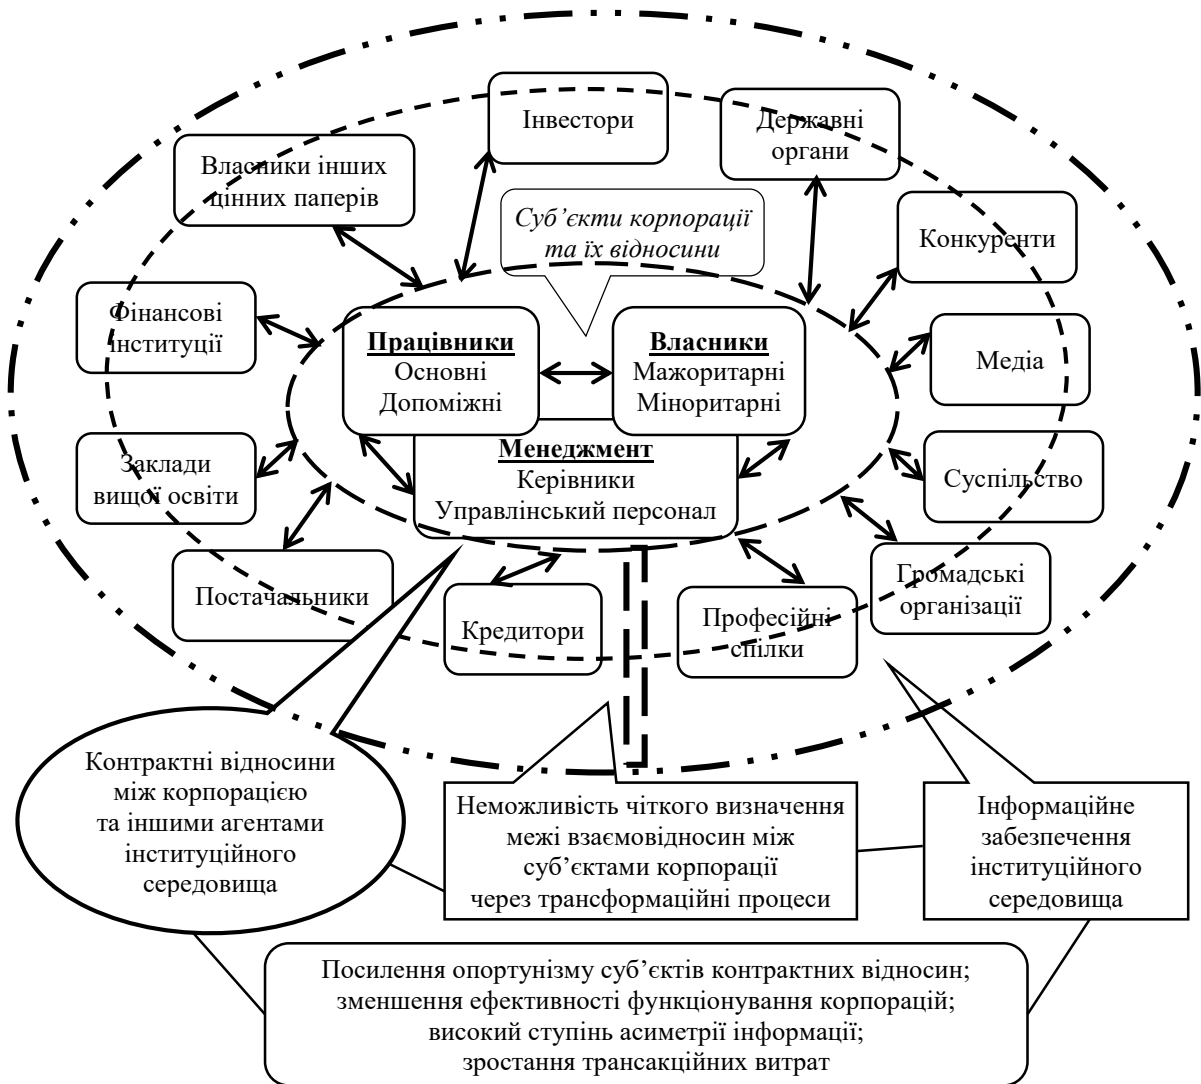 Інвестори
Державні
органи
Власники інших
цінних паперів
Суб’єкти корпорації
та їх відносини
Конкуренти
Фінансові
інституції
Працівники
Основні
Допоміжні
Власники
Мажоритарні
Міноритарні
Медіа
Менеджмент
Керівники
Управлінський персонал
Заклади
вищої освіти
Суспільство
Постачальники
Кредитори
Професійні
спілки
Громадські
організації
Контрактні відносини
між корпорацією
та іншими агентами
інституційного
середовища
Неможливість чіткого визначення
межі взаємовідносин між
суб’єктами корпорації
через трансформаційні процеси
Інформаційне
забезпечення
інституційного
середовища
Посилення опортунізму суб’єктів контрактних відносин;
зменшення ефективності функціонування корпорацій;
високий ступінь асиметрії інформації;
зростання трансакційних витрат